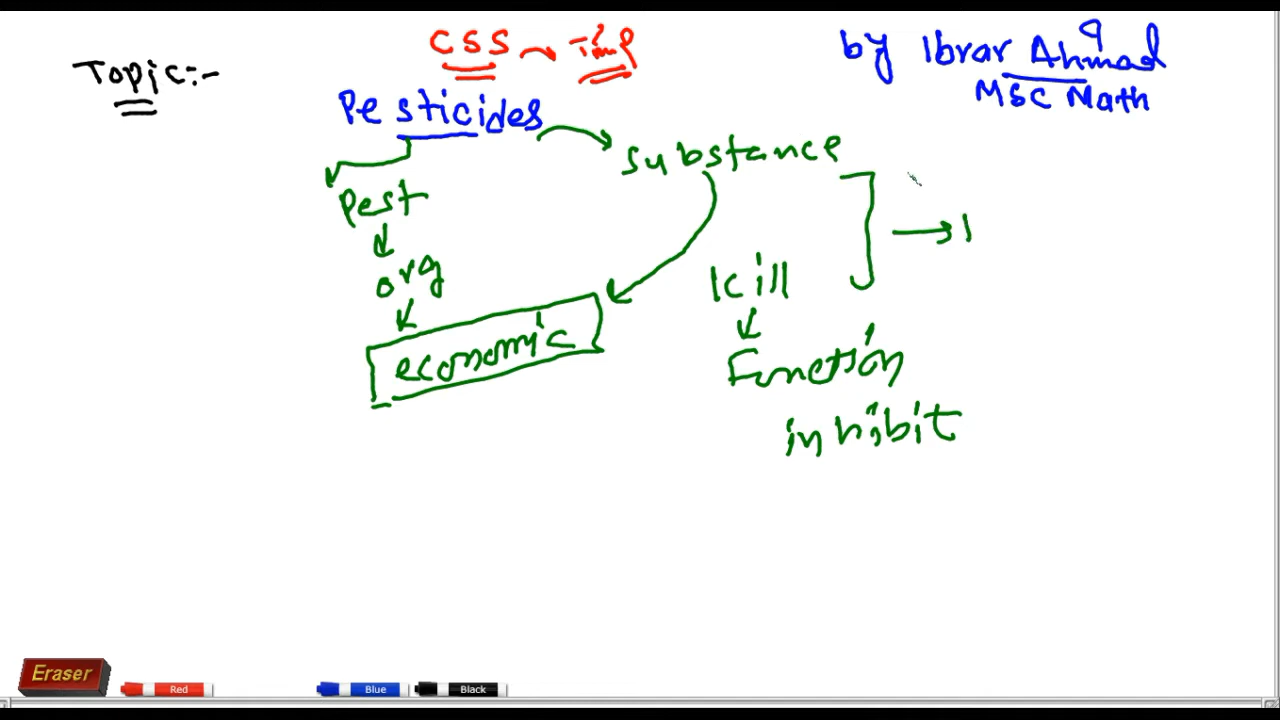 CSS → Imp
by Ibrar Ahmad
MSC Math
Topic:-
Pesticides
substance
Pest
org
Kill
economic
Function
inhibit
Eraser
Red
Blue
Black